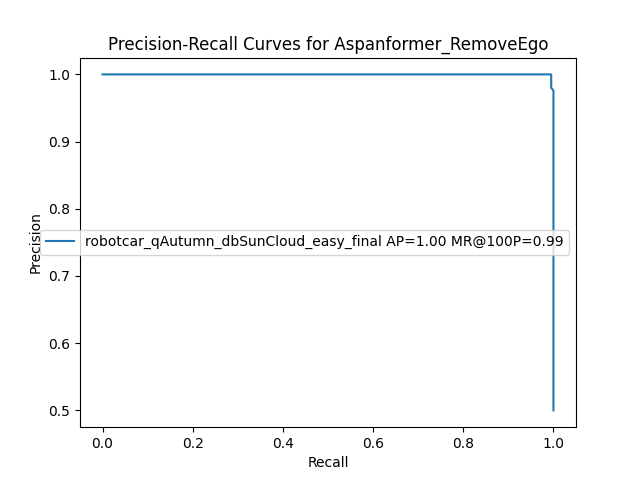 Precision-Recall Curves for Aspanformer_RemoveEgo
1.0
0.9
0.8
0.7
0.6
0.5
Precision
robotcar_qAutumn_dbSunCloud_easy_final AP=1.00 MR@100P=0.99
0.0 0.2 0.4 0.6 0.8 1.0
Recall